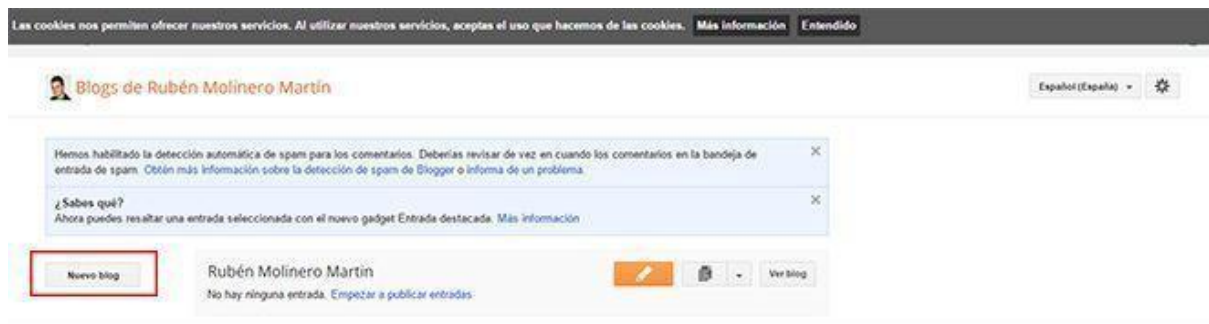 Las cookies nos permiten ofrecer nuestros servicios. Al utilizar nuestros servicios, aceptas el uso que hacemos de las cookies. Más información Entendido
Blogs de Rubén Molinero Martín
Español (España)
Hemos habilitado la detección automática de spam para los comentarios. Deberías revisar de vez en cuando los comentarios en la bandeja de
entrada de spam. Obtén más información sobre la detección de spam de Blogger o informa de un problema.
¿Sabes qué?
Ahora puedes resaltar una entrada seleccionada con el nuevo gadget Entrada destacada. Más información
Nuevo blog
Rubén Molinero Martín
Ver blog
No hay ninguna entrada. Empezar a publicar entradas